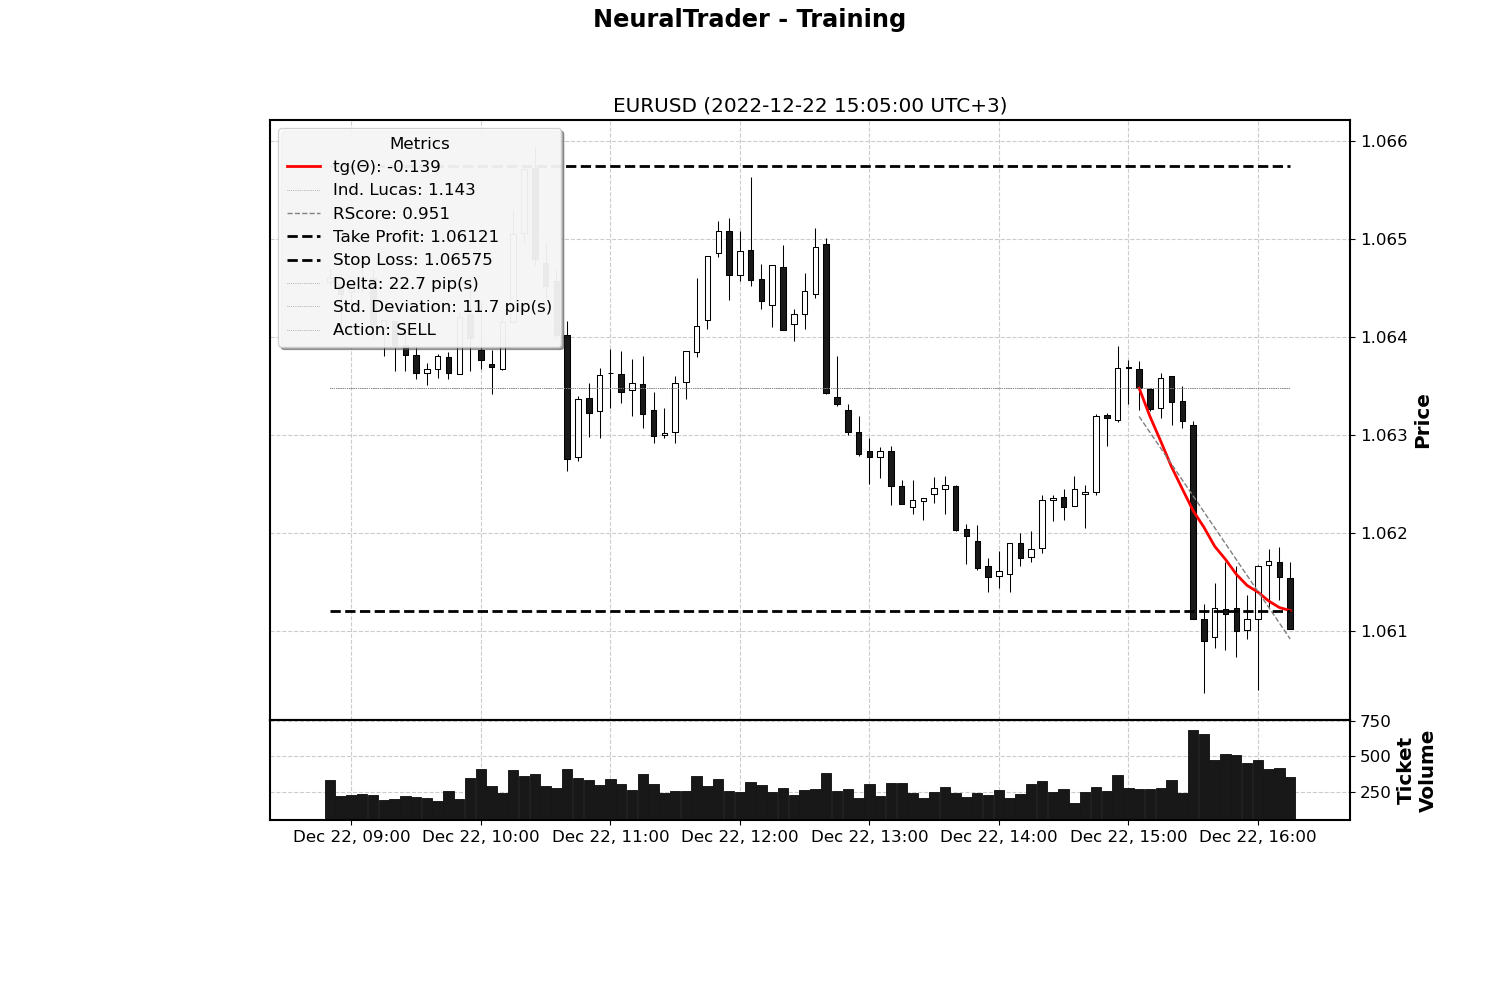 NeuralTrader - Training
EURUSD (2022-12-22 15:05:00 UTC+3)
Metrics
tg(Θ): -0.139
Ind. Lucas: 1.143
RScore: 0.951
Take Profit: 1.06121
Stop Loss: 1.06575
Delta: 22.7 pip(s)
Std. Deviation: 11.7 pip(s)
Action: SELL
1.066
1.065
1.064
1.063
1.062
1.061
Price
750
500
250
Ticket
Volume
Dec 22, 09:00 Dec 22, 10:00 Dec 22, 11:00 Dec 22, 12:00 Dec 22, 13:00 Dec 22, 14:00 Dec 22, 15:00 Dec 22, 16:00